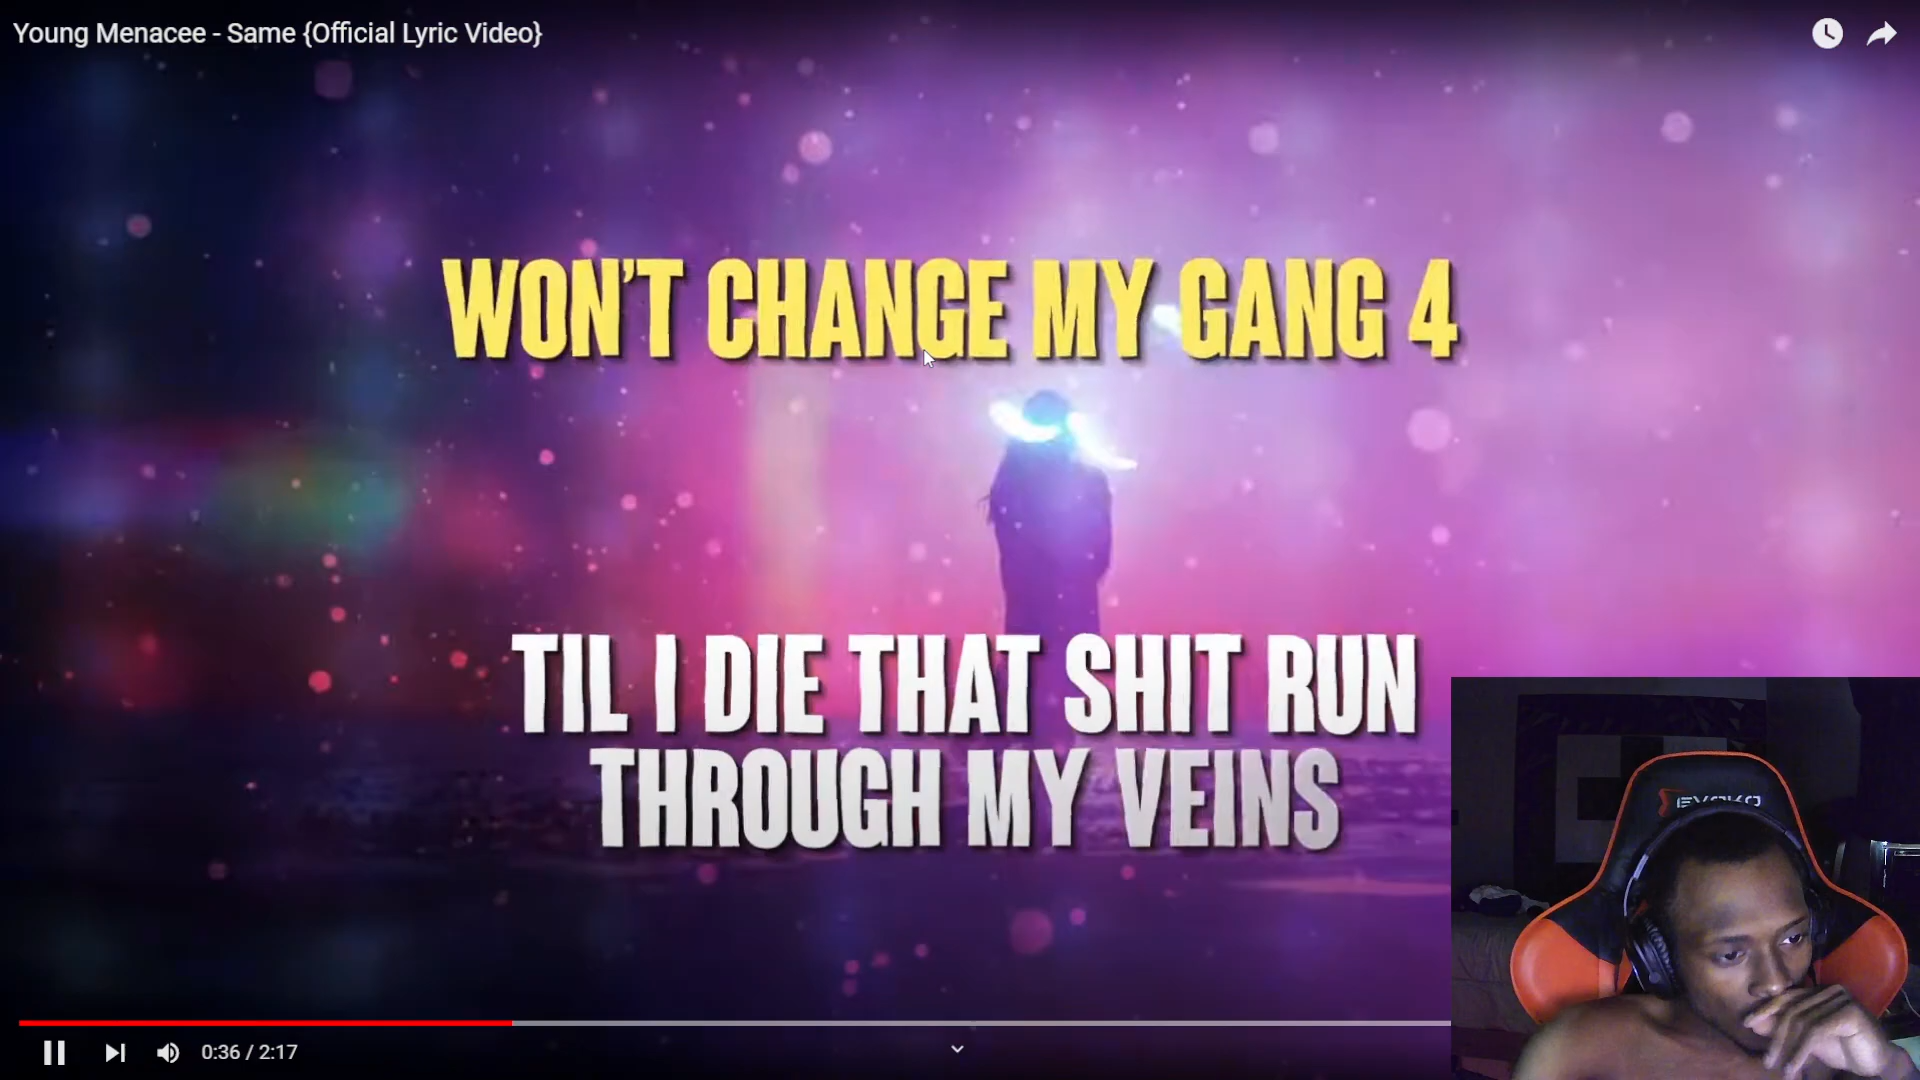 Young Menacee - Same {Official Lyric Video}
WON'T CHANGE MY GANG 4
TIL I DIE THAT SHIT RUN
THROUGH MY VEINS
EVOKO
0:36 / 2:17